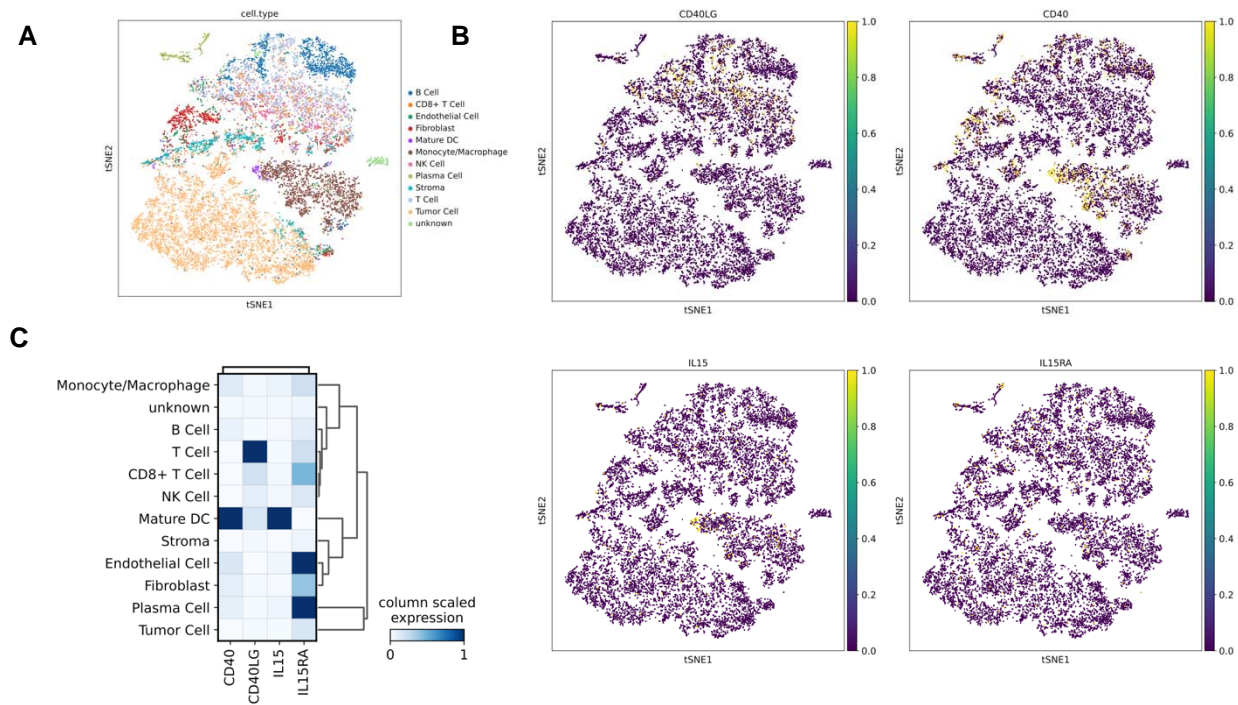 A
cell.type
tSNE2
tSNE1
B Cell
CD8+ T Cell
Endothelial Cell
Fibroblast
Mature DC
Monocyte/Macrophage
NK Cell
Plasma Cell
Stroma
T Cell
Tumor Cell
unknown
B
CD40LG
tSNE2
tSNE1
1.0
0.8
0.6
0.4
0.2
0.0
CD40
tSNE2
tSNE1
1.0
0.8
0.6
0.4
0.2
0.0
IL15
tSNE2
tSNE1
1.0
0.8
0.6
0.4
0.2
0.0
IL15RA
tSNE2
tSNE1
1.0
0.8
0.6
0.4
0.2
0.0
C
Monocyte/Macrophage
unknown
B Cell
T Cell
CD8+ T Cell
NK Cell
Mature DC
Stroma
Endothelial Cell
Fibroblast
Plasma Cell
Tumor Cell
CD40
CD40LG
IL15
IL15RA
column scaled
expression
0 1